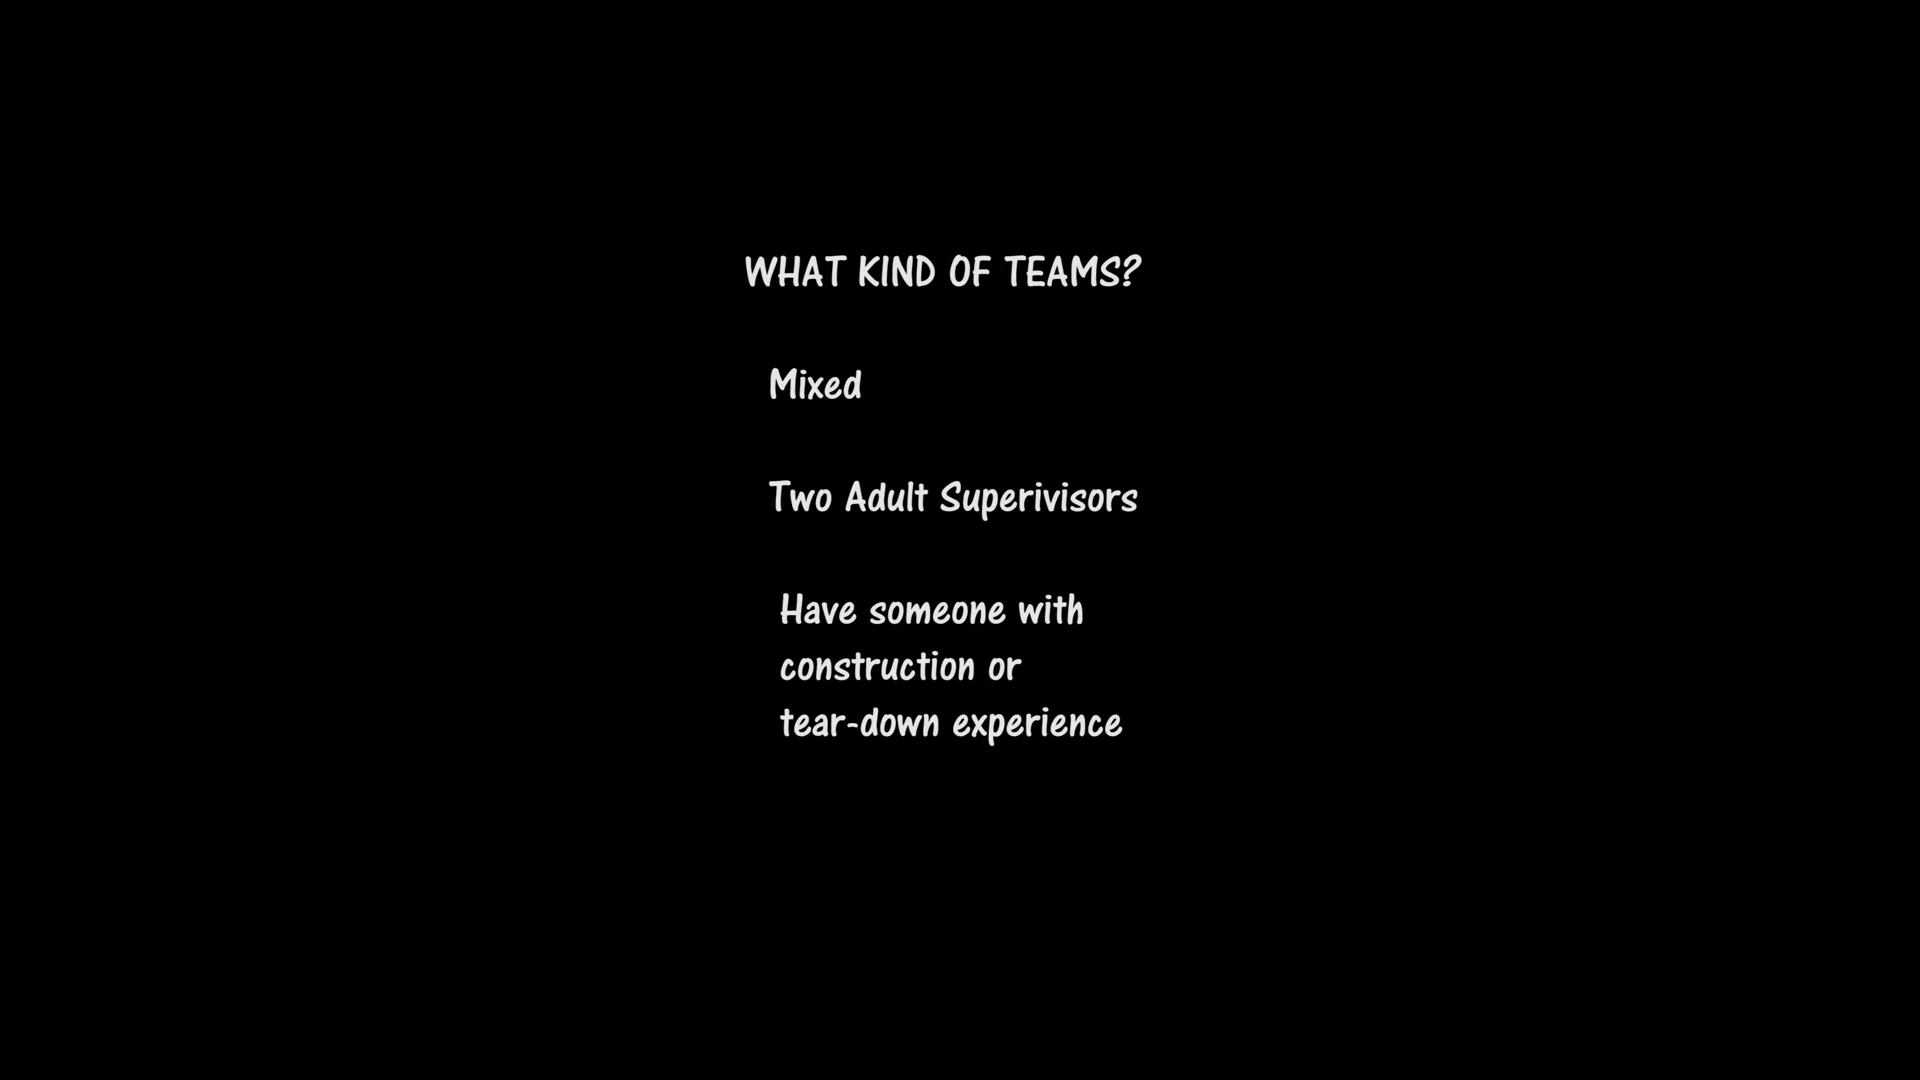 WHAT KIND OF TEAMS?
Mixed
Two Adult Superivisors
Have someone with
construction or
tear-down experience